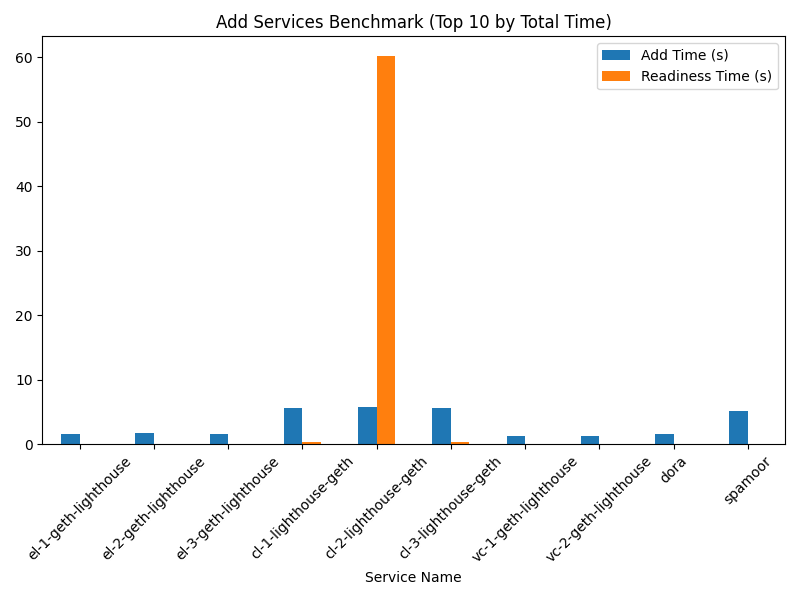 Add Services Benchmark (Top 10 by Total Time)
Add Time (s)
Readiness Time (s)
60
50
40
30
20
10
0
el-1-geth-lighthouse
el-2-geth-lighthouse
el-3-geth-lighthouse
cl-1-lighthouse-geth
cl-2-lighthouse-geth
cl-3-lighthouse-geth
vc-1-geth-lighthouse
vc-2-geth-lighthouse
dora
spamoor
Service Name